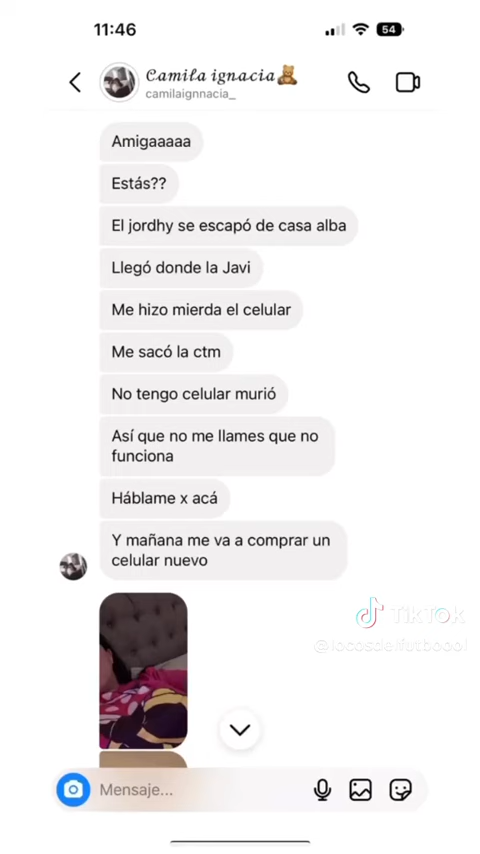 11:46
54
Camila ignacia🧸
camilaignnacia_
Amigaaaaa
Estás??
El jordhy se escapó de casa alba
Llegó donde la Javi
Me hizo mierda el celular
Me sacó la ctm
No tengo celular murió
Así que no me llames que no
funciona
Háblame x acá
Y mañana me va a comprar un
celular nuevo
TikTok
@locosdelfutboool
Mensaje...